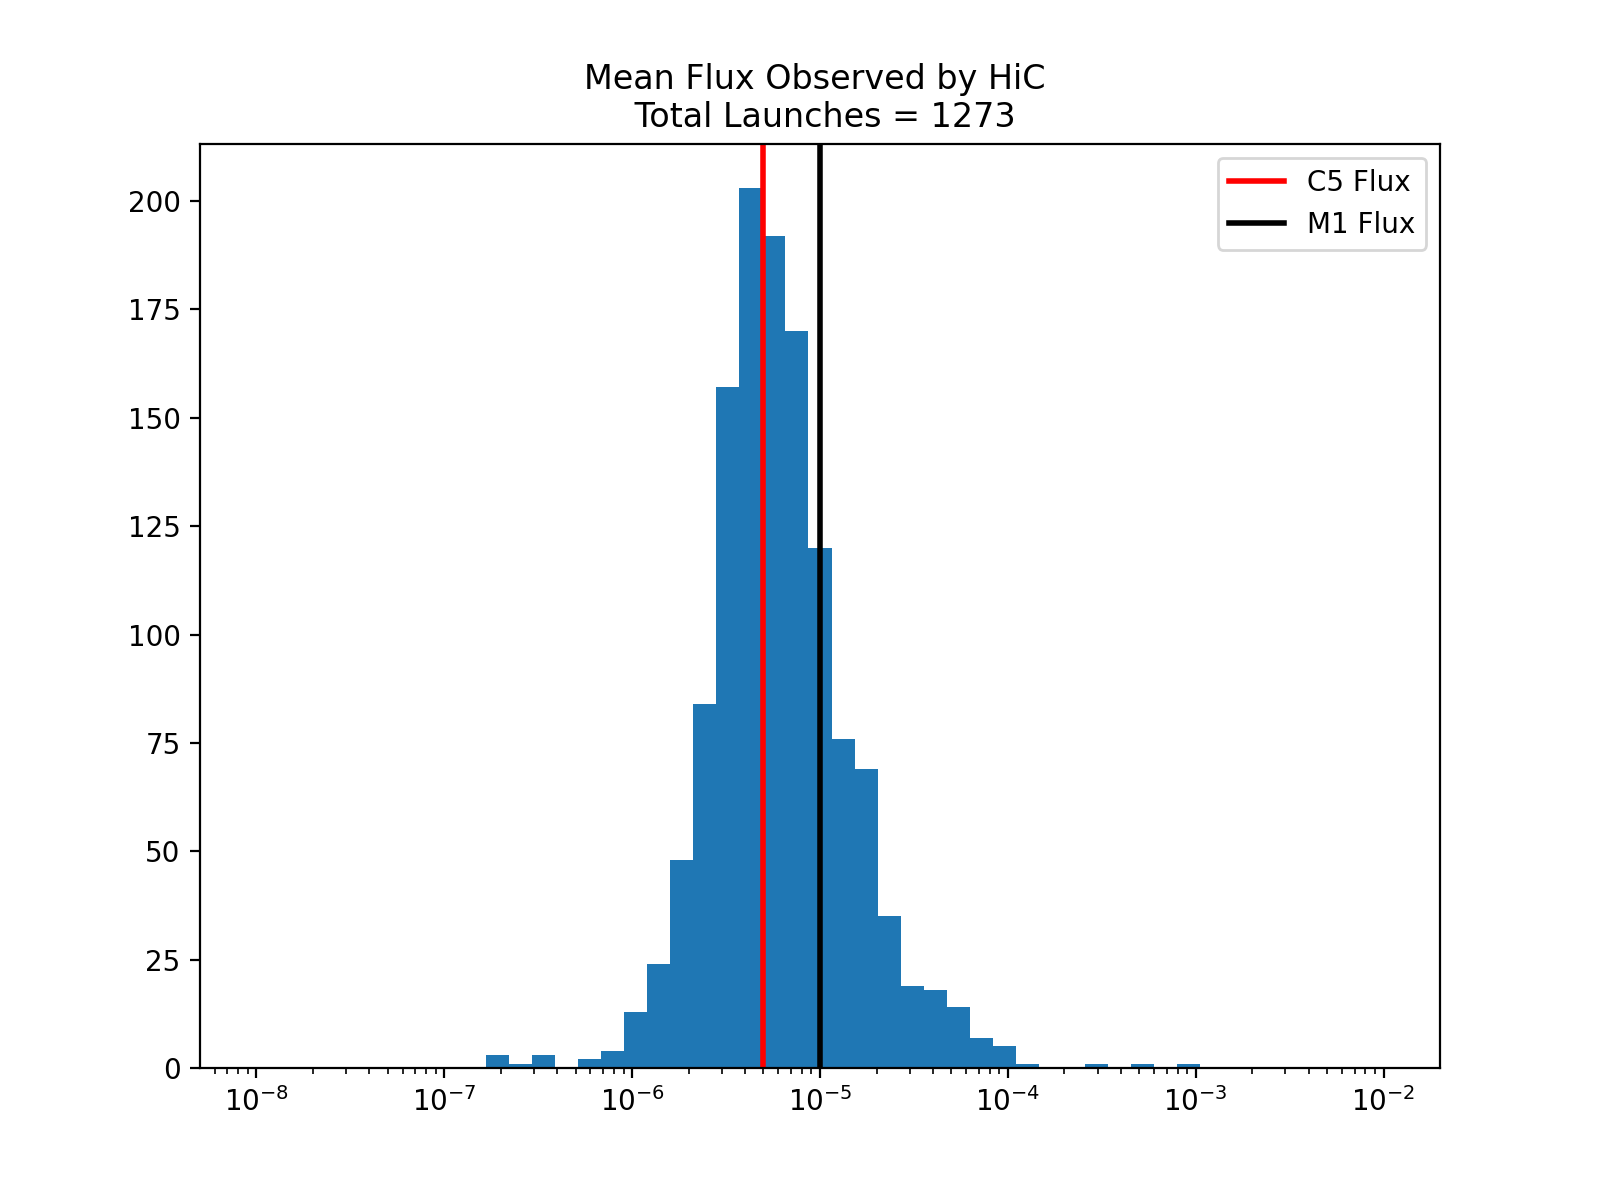 Mean Flux Observed by HiC
Total Launches = 1273
C5 Flux
M1 Flux
200
175
150
125
100
75
50
25
0
10⁻⁸ 10⁻⁷ 10⁻⁶ 10⁻⁵ 10⁻⁴ 10⁻³ 10⁻²